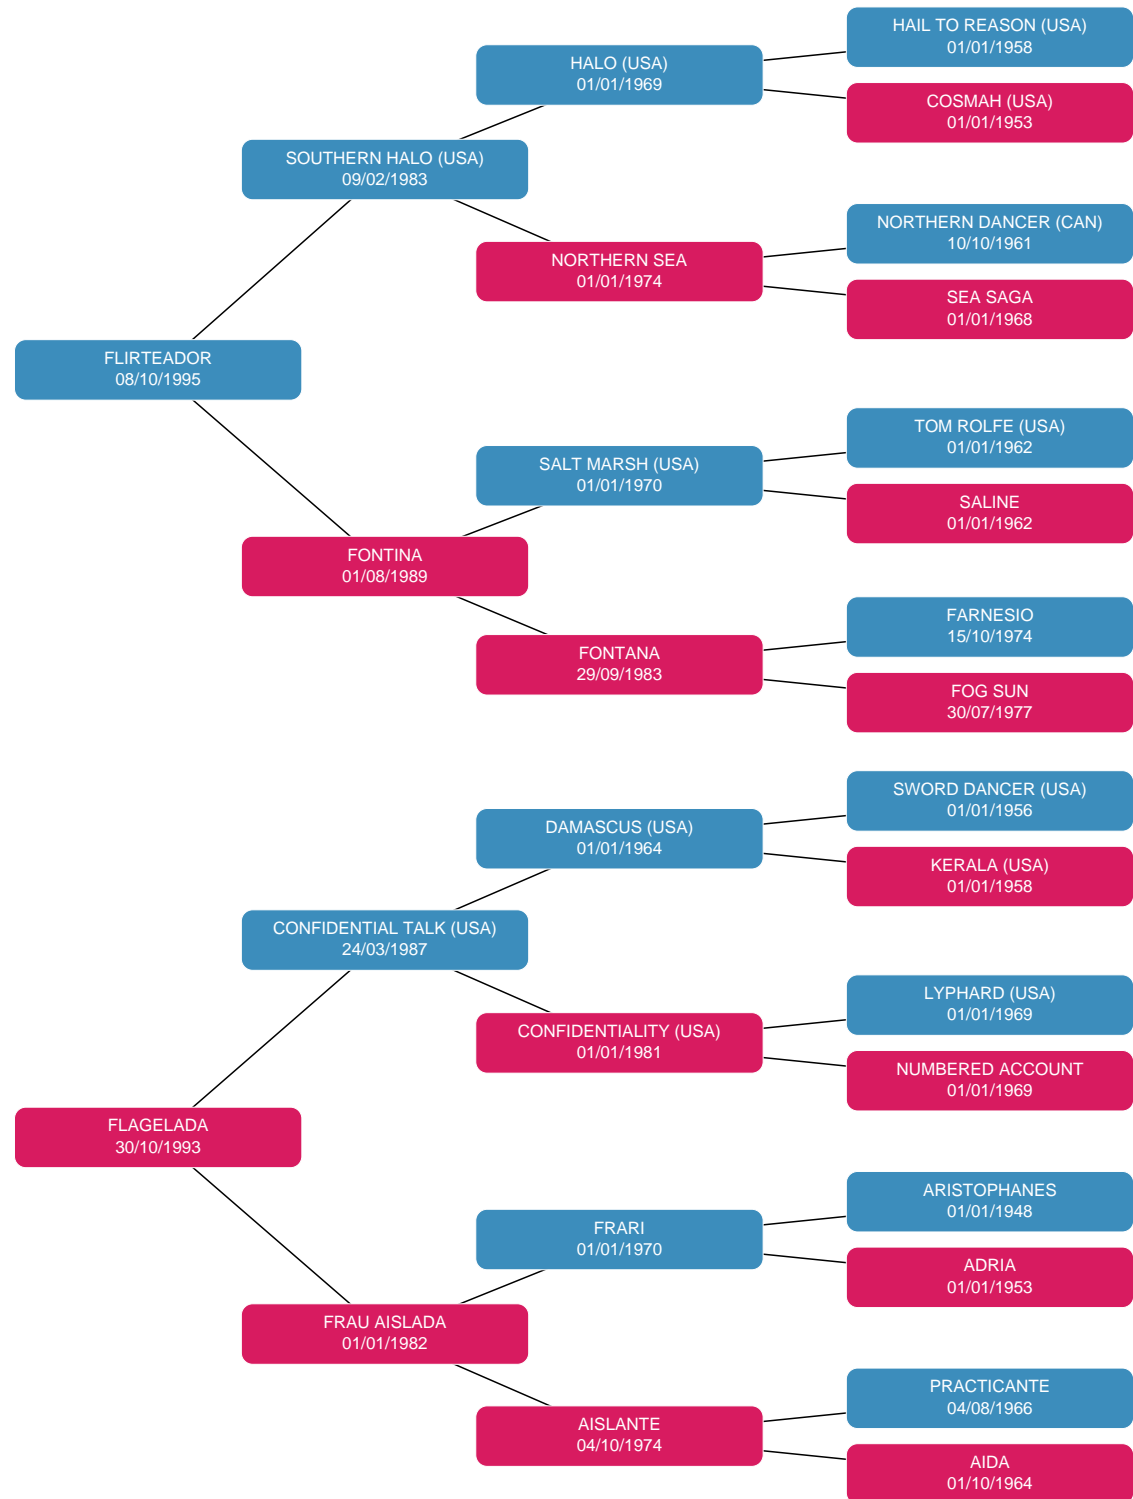 HAIL TO REASON (USA)
01/01/1958
HALO (USA)
01/01/1969
COSMAH (USA)
01/01/1953
SOUTHERN HALO (USA)
09/02/1983
NORTHERN DANCER (CAN)
10/10/1961
NORTHERN SEA
01/01/1974
SEA SAGA
01/01/1968
FLIRTEADOR
08/10/1995
TOM ROLFE (USA)
01/01/1962
SALT MARSH (USA)
01/01/1970
SALINE
01/01/1962
FONTINA
01/08/1989
FARNESIO
15/10/1974
FONTANA
29/09/1983
FOG SUN
30/07/1977
SWORD DANCER (USA)
01/01/1956
DAMASCUS (USA)
01/01/1964
KERALA (USA)
01/01/1958
CONFIDENTIAL TALK (USA)
24/03/1987
LYPHARD (USA)
01/01/1969
CONFIDENTIALITY (USA)
01/01/1981
NUMBERED ACCOUNT
01/01/1969
FLAGELADA
30/10/1993
ARISTOPHANES
01/01/1948
FRARI
01/01/1970
ADRIA
01/01/1953
FRAU AISLADA
01/01/1982
PRACTICANTE
04/08/1966
AISLANTE
04/10/1974
AIDA
01/10/1964